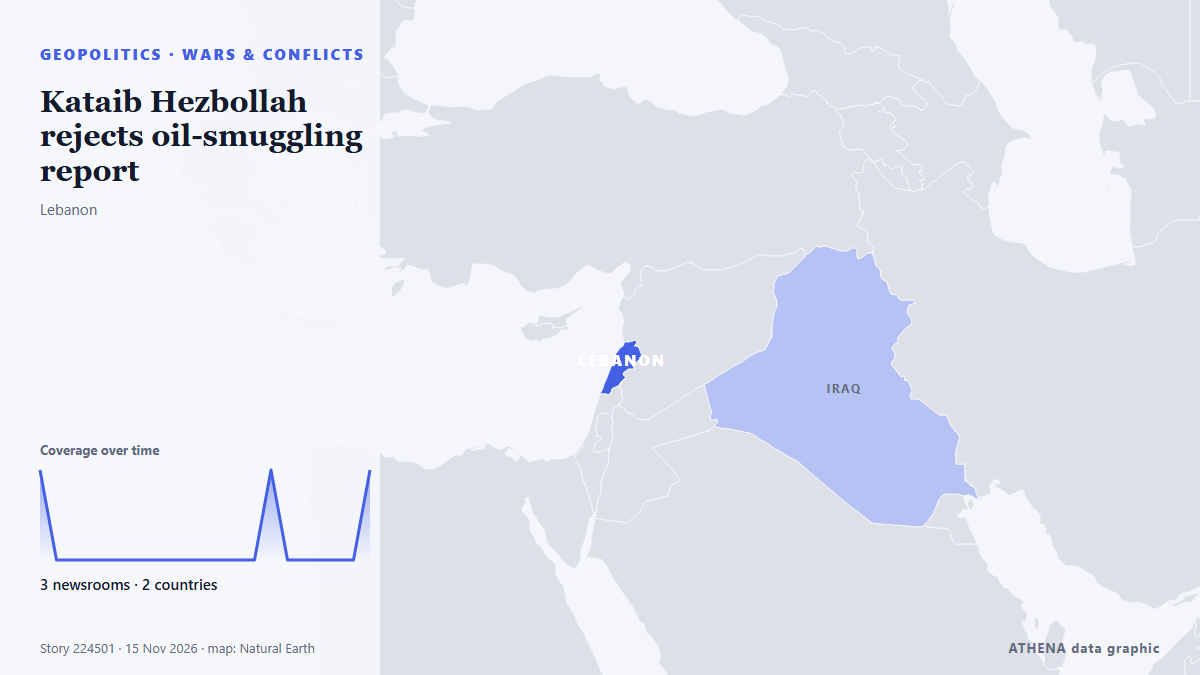 GEOPOLITICS · WARS & CONFLICTS
Kataib Hezbollah
rejects oil-smuggling
report
Lebanon
LEBANON
IRAQ
Coverage over time
3 newsrooms · 2 countries
Story 224501 · 15 Nov 2026 · map: Natural Earth
ATHENA data graphic